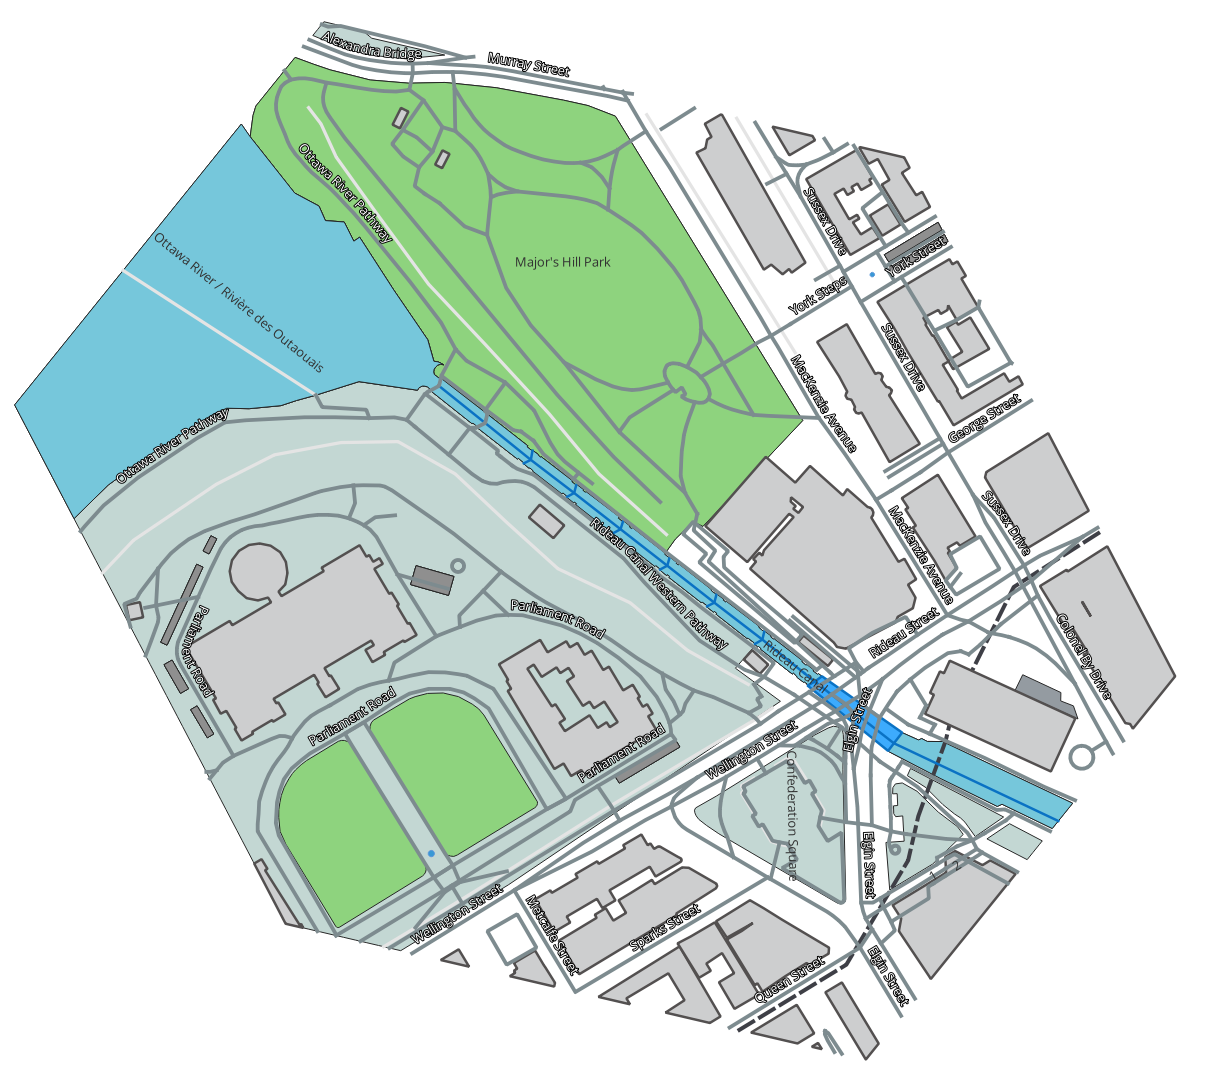 Alexandra Bridge
Murray Street
Ottawa River Pathway
Sussex Drive
Ottawa River / Rivière des Outaouais
Major's Hill Park
York Street
York Steps
Sussex Drive
MacKenzie Avenue
George Street
Ottawa River Pathway
Sussex Drive
MacKenzie Avenue
Rideau Canal Western Pathway
Parliament Road
Parliament Road
Rideau Street
Colonel By Drive
Rideau Canal
Parliament Road
Elgin Street
Parliament Road
Wellington Street
Confederation Square
Elgin Street
Wellington Street
Metcalfe Street
Sparks Street
Queen Street
Elgin Street